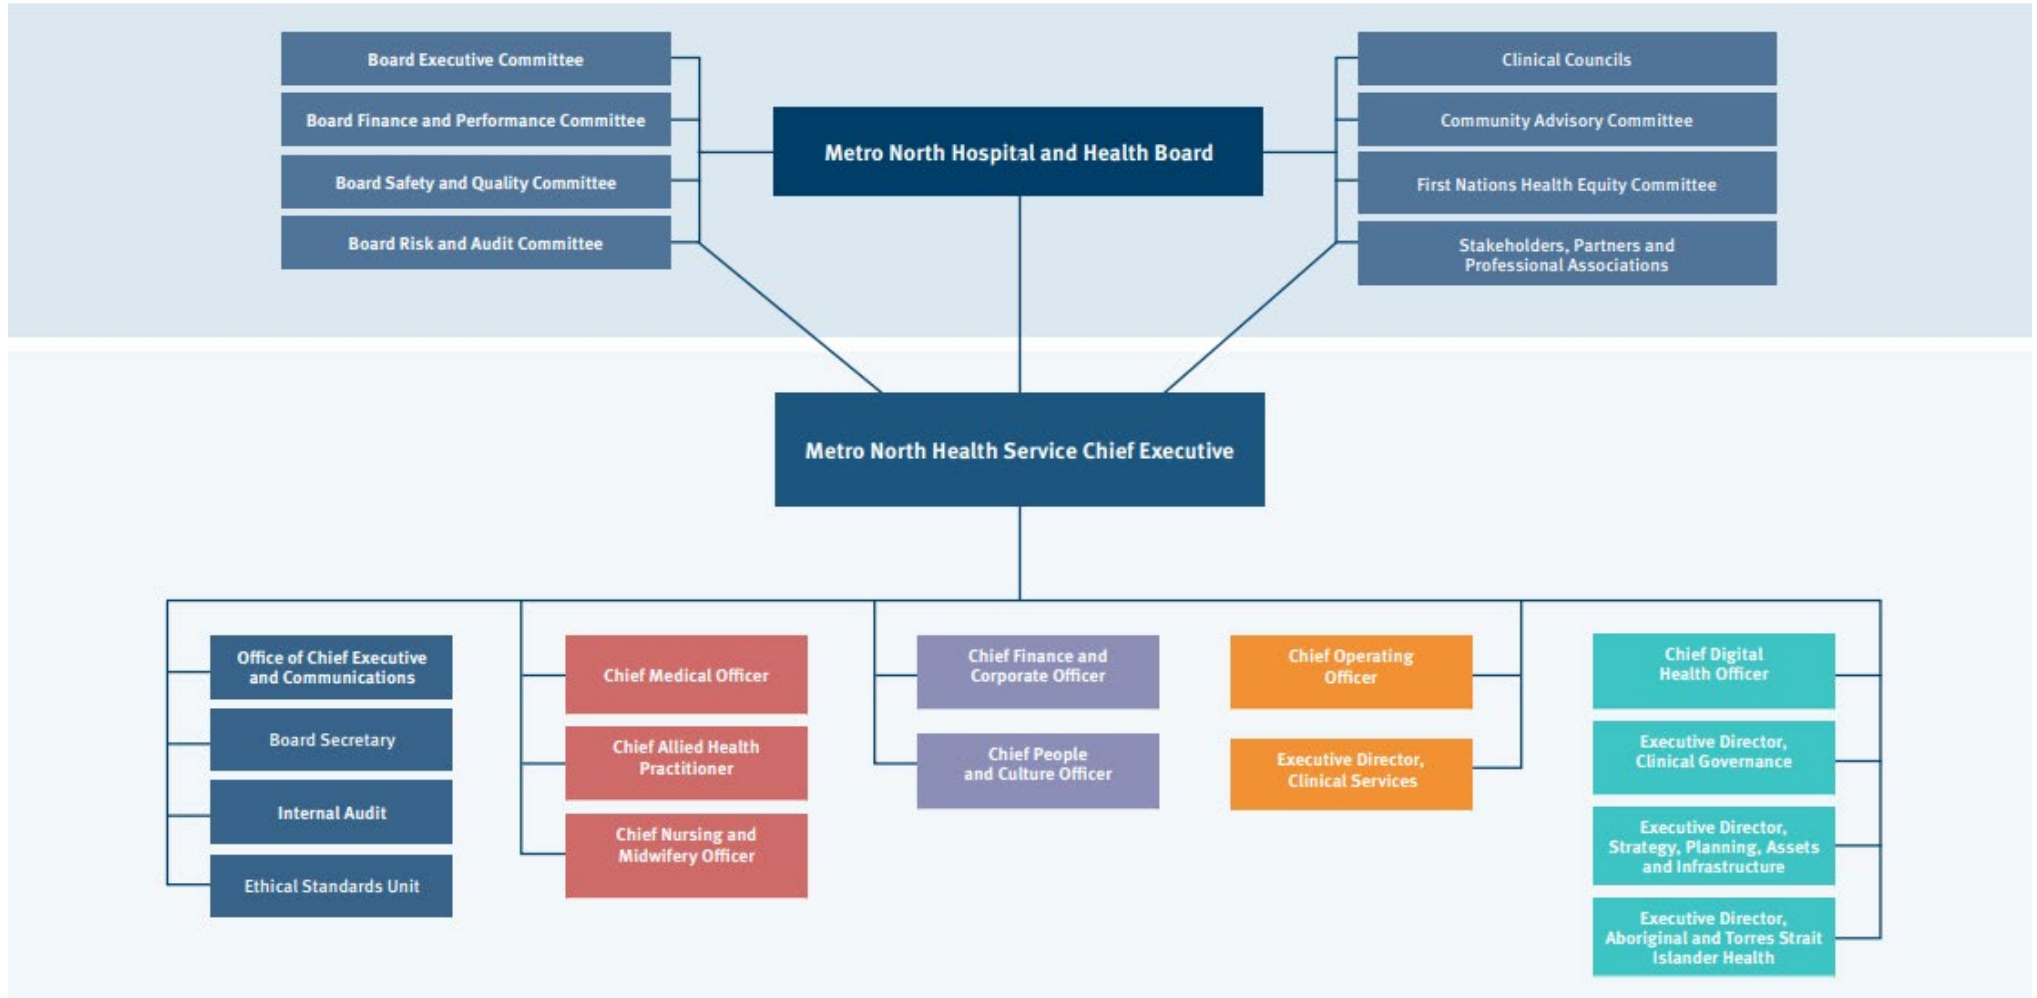 Board Executive Committee
Board Finance and Performance Committee
Board Safety and Quality Committee
Board Risk and Audit Committee
Metro North Hospital and Health Board
Clinical Councils
Community Advisory Committee
First Nations Health Equity Committee
Stakeholders, Partners and
Professional Associations
Metro North Health Service Chief Executive
Office of Chief Executive
and Communications
Board Secretary
Internal Audit
Ethical Standards Unit
Chief Medical Officer
Chief Allied Health
Practitioner
Chief Nursing and
Midwifery Officer
Chief Finance and
Corporate Officer
Chief People
and Culture Officer
Chief Operating
Officer
Executive Director,
Clinical Services
Chief Digital
Health Officer
Executive Director,
Clinical Governance
Executive Director,
Strategy, Planning, Assets
and Infrastructure
Executive Director,
Aboriginal and Torres Strait
Islander Health